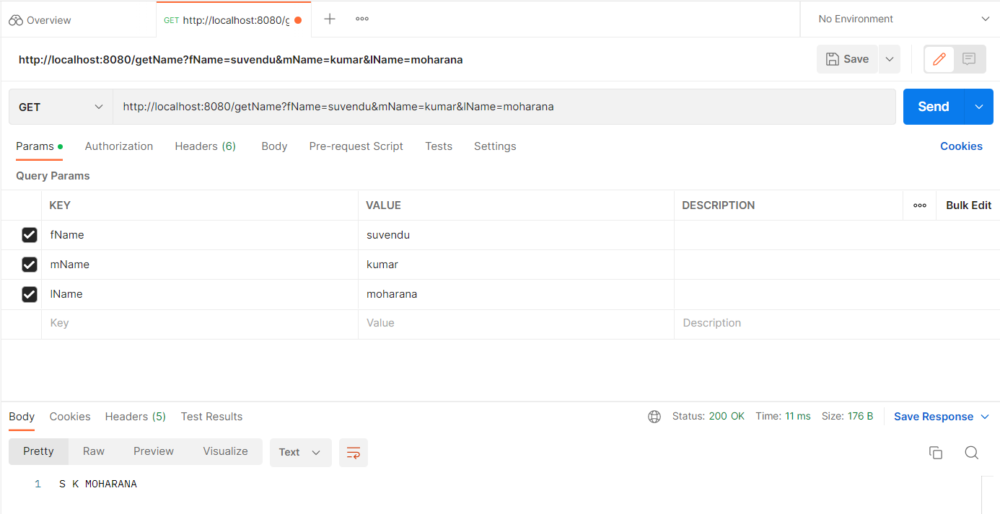 Overview GET http://localhost:8080/g No Environment
http://localhost:8080/getName?fName=suvendu&mName=kumar&lName=moharana Save
GET http://localhost:8080/getName?fName=suvendu&mName=kumar&lName=moharana Send
Params Authorization Headers (6) Body Pre-request Script Tests Settings Cookies
Query Params
KEY VALUE DESCRIPTION Bulk Edit
fName suvendu
mName kumar
lName moharana
Key Value Description
Body Cookies Headers (5) Test Results Status: 200 OK Time: 11 ms Size: 176 B Save Response
Pretty Raw Preview Visualize Text
1 S K MOHARANA